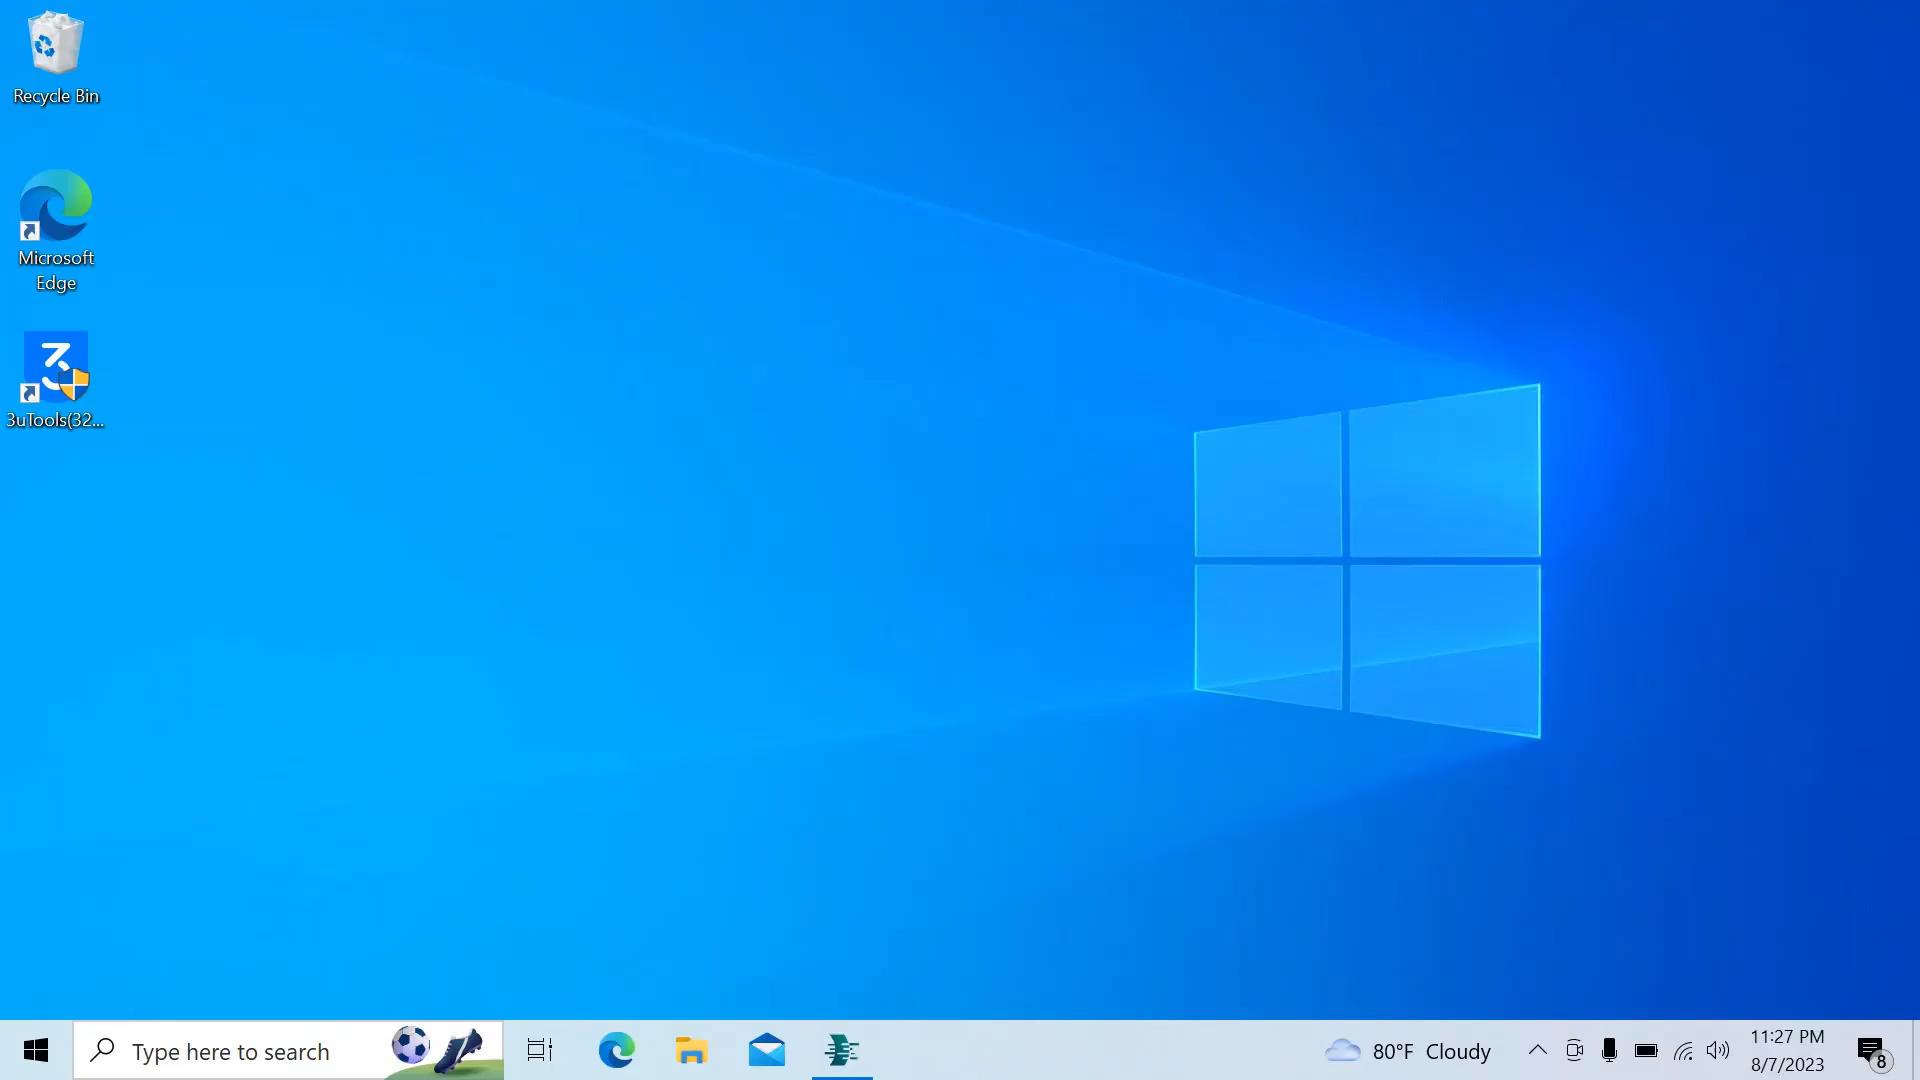 Recycle Bin
Microsoft
Edge
3uTools(32...
Type here to search
80°F Cloudy
11:27 PM
8/7/2023
8